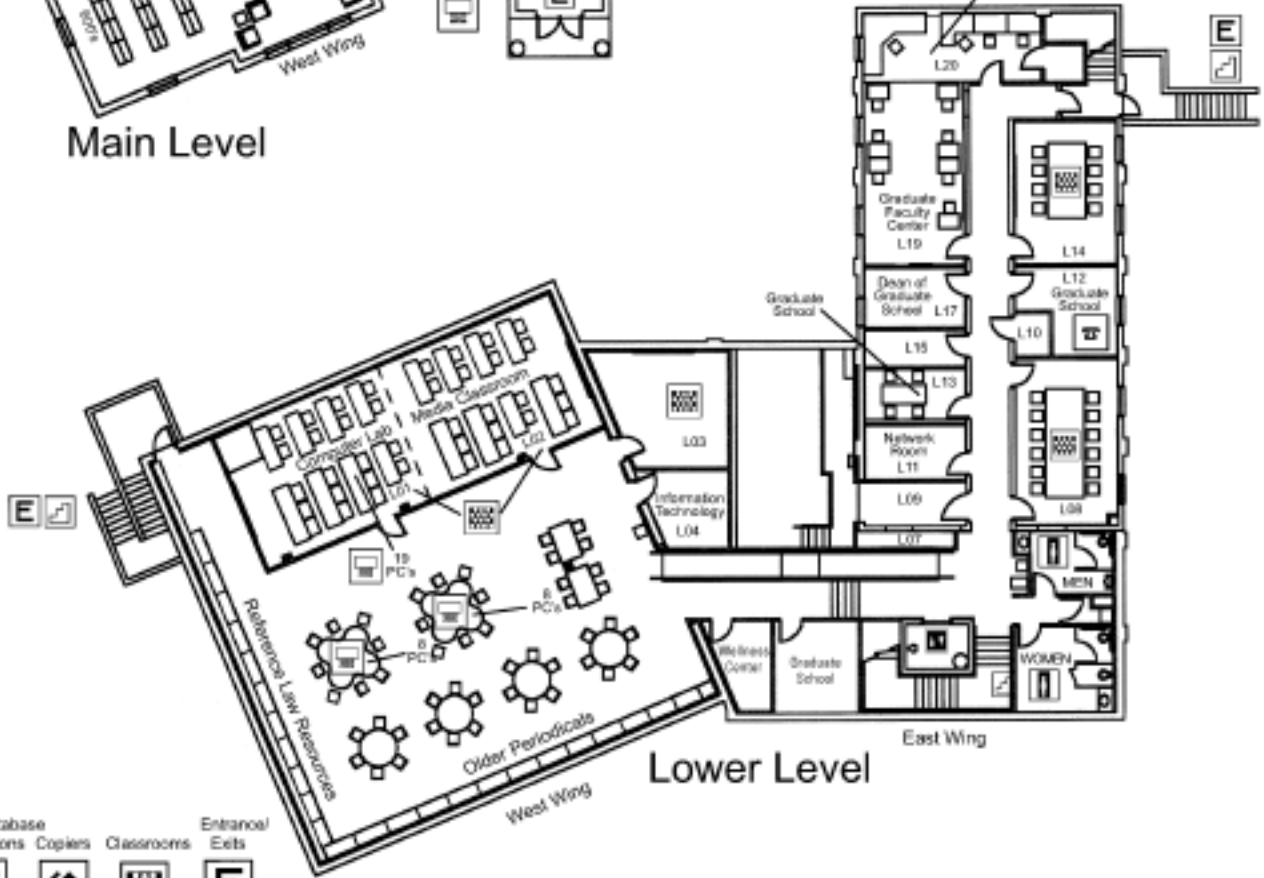 800's
West Wing
Main Level
E
L20
Graduate
Faculty
Center
L19
L14
Dean of
Graduate
School
L17
L12
Graduate
School
L10
Graduate
School
L13
L03
Media Classroom
Computer Lab
L02
L01
Network
Room
L11
L09
L08
L07
Information
Technology
L04
E
19
PC's
8
PC's
PC's
MEN
WOMEN
Wellness
Center
Graduate
School
Reference Law Resources
Older Periodicals
West Wing
East Wing
Lower Level
Copiers
Classrooms
Entrance/
Exits
E